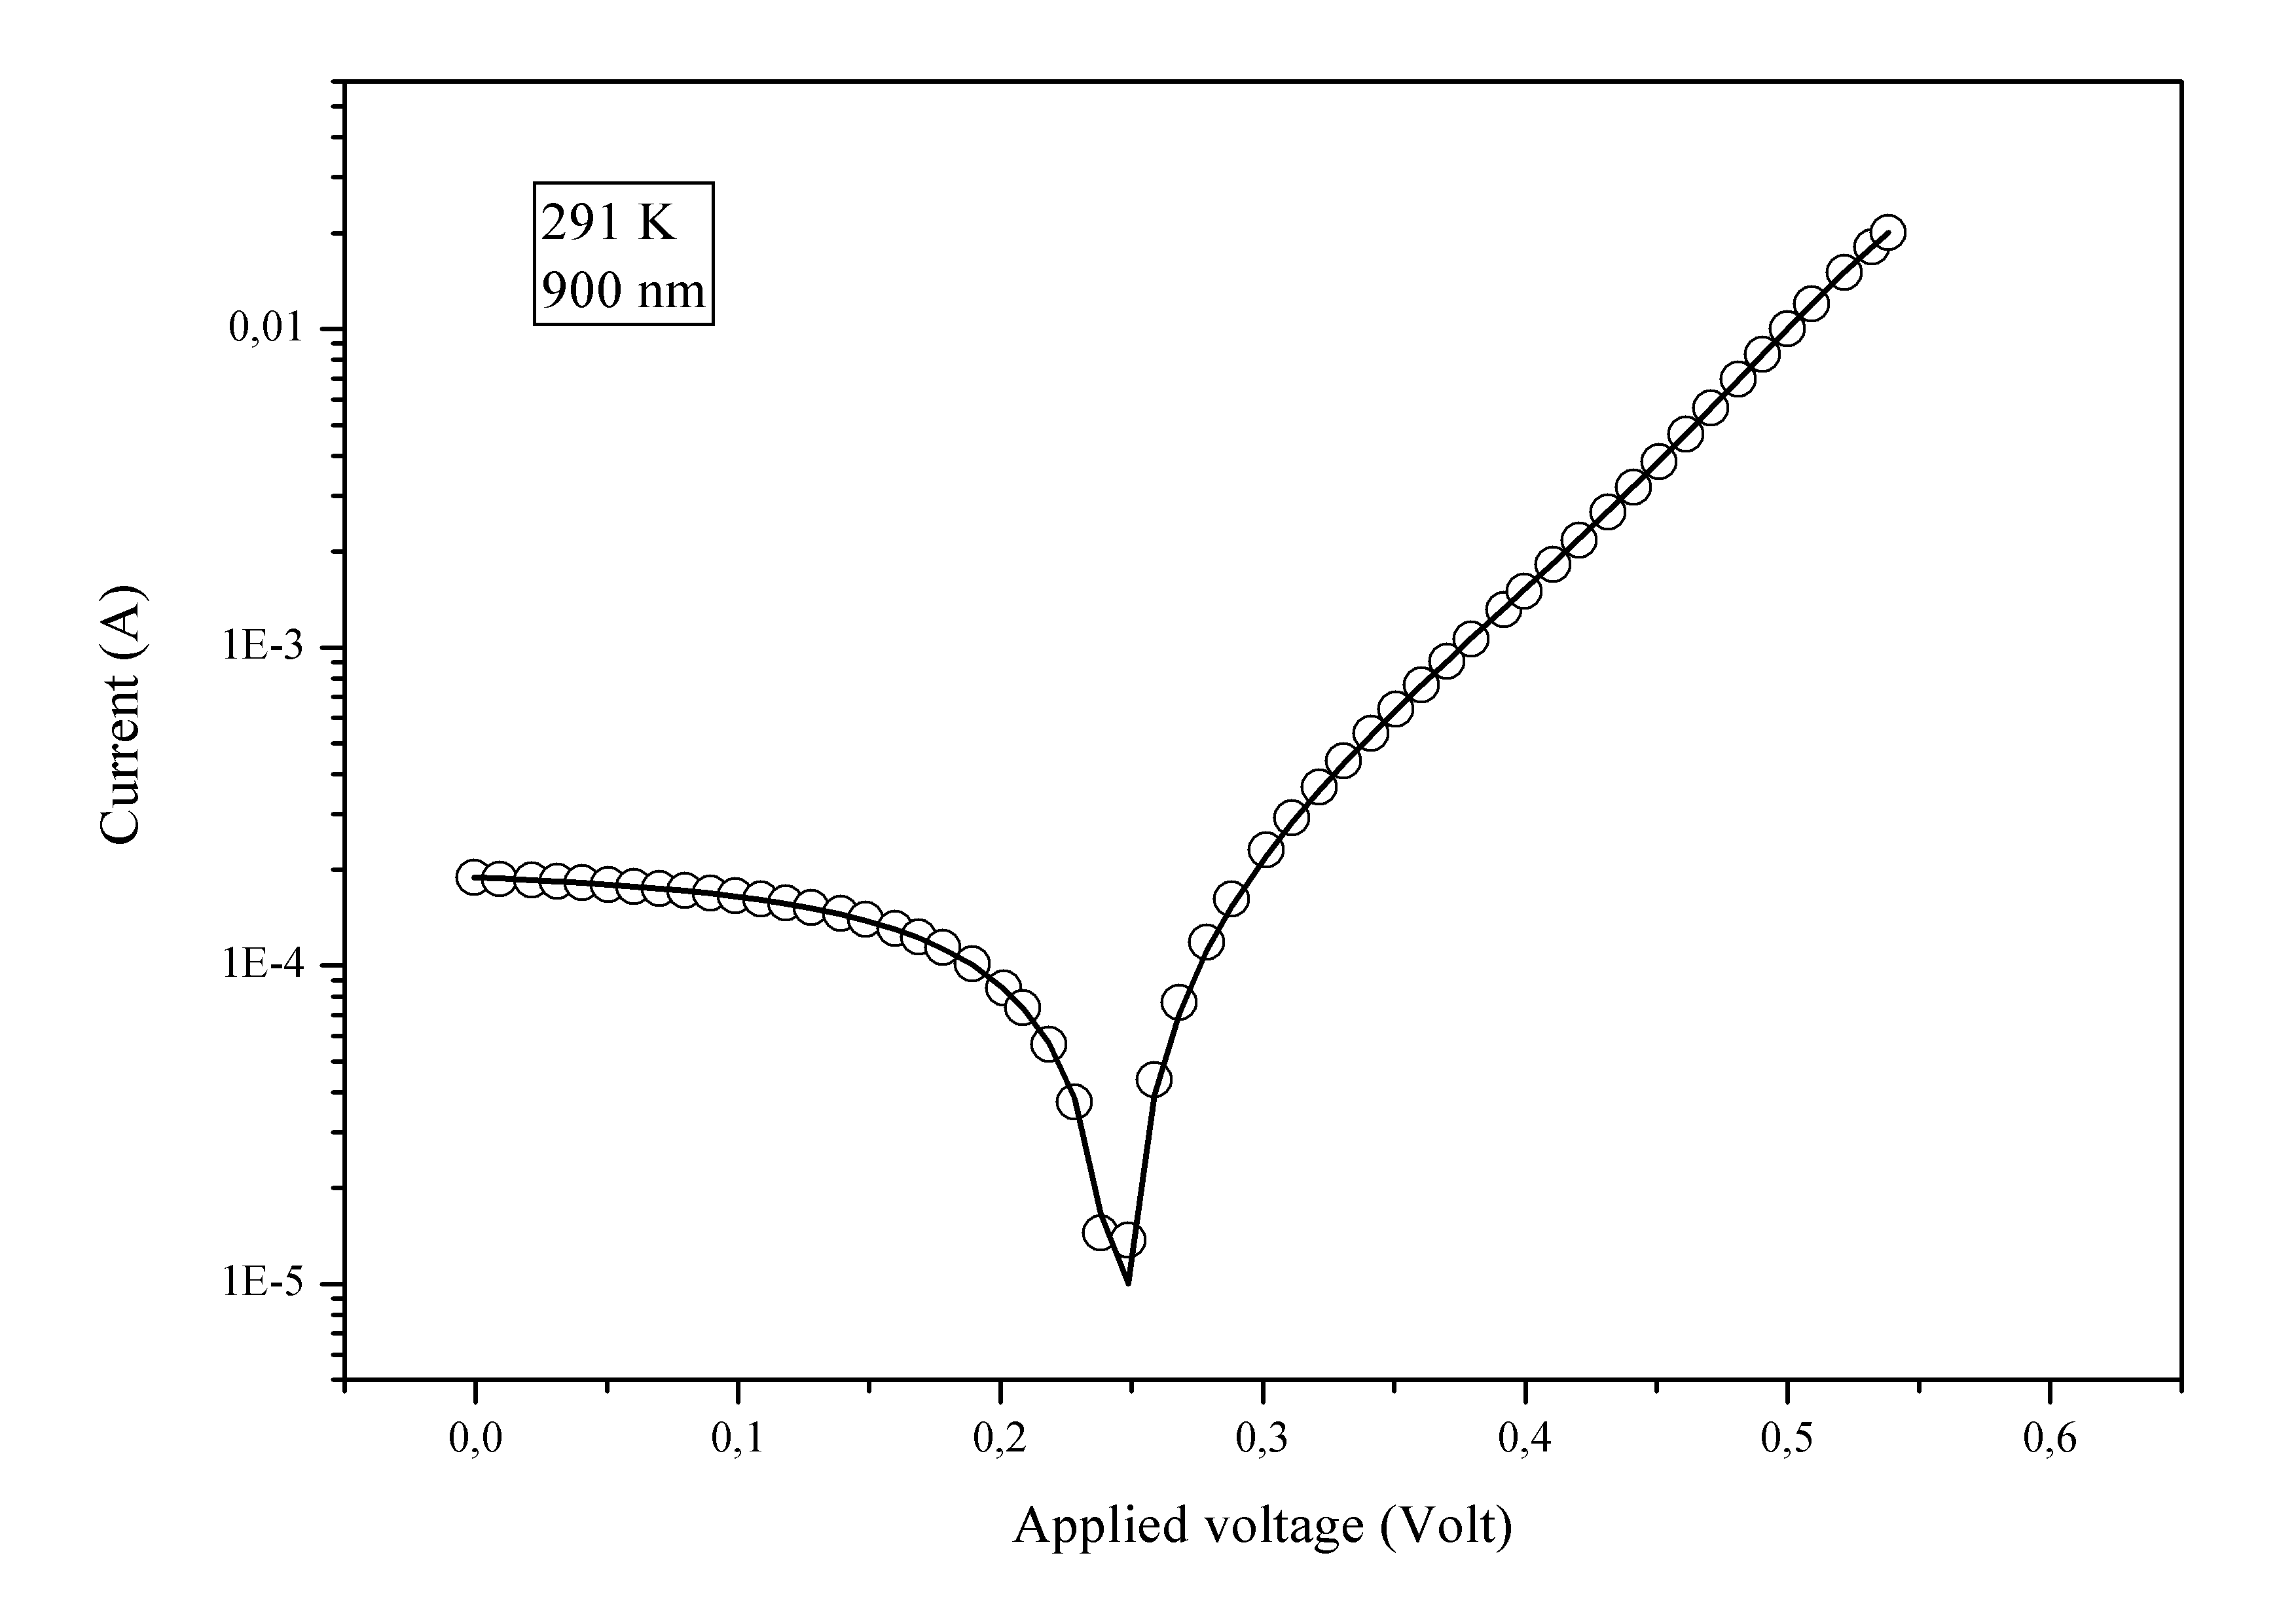 291 K
900 nm
0,01
1E-3
1E-4
1E-5
Current (A)
0,0 0,1 0,2 0,3 0,4 0,5 0,6
Applied voltage (Volt)